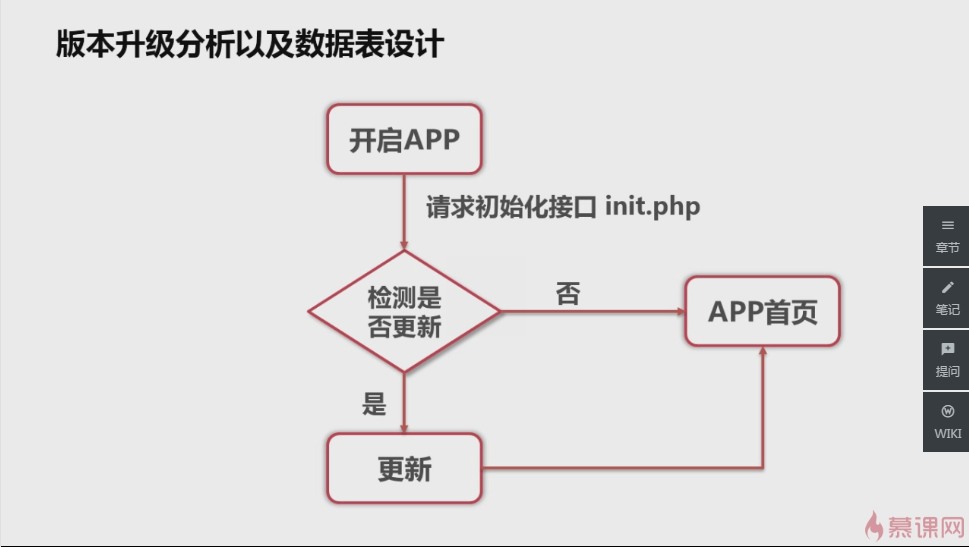 版本升级分析以及数据表设计
开启APP
请求初始化接口 init.php
检测是
否更新
否
APP首页
是
更新
章节
笔记
提问
WIKI
慕课网